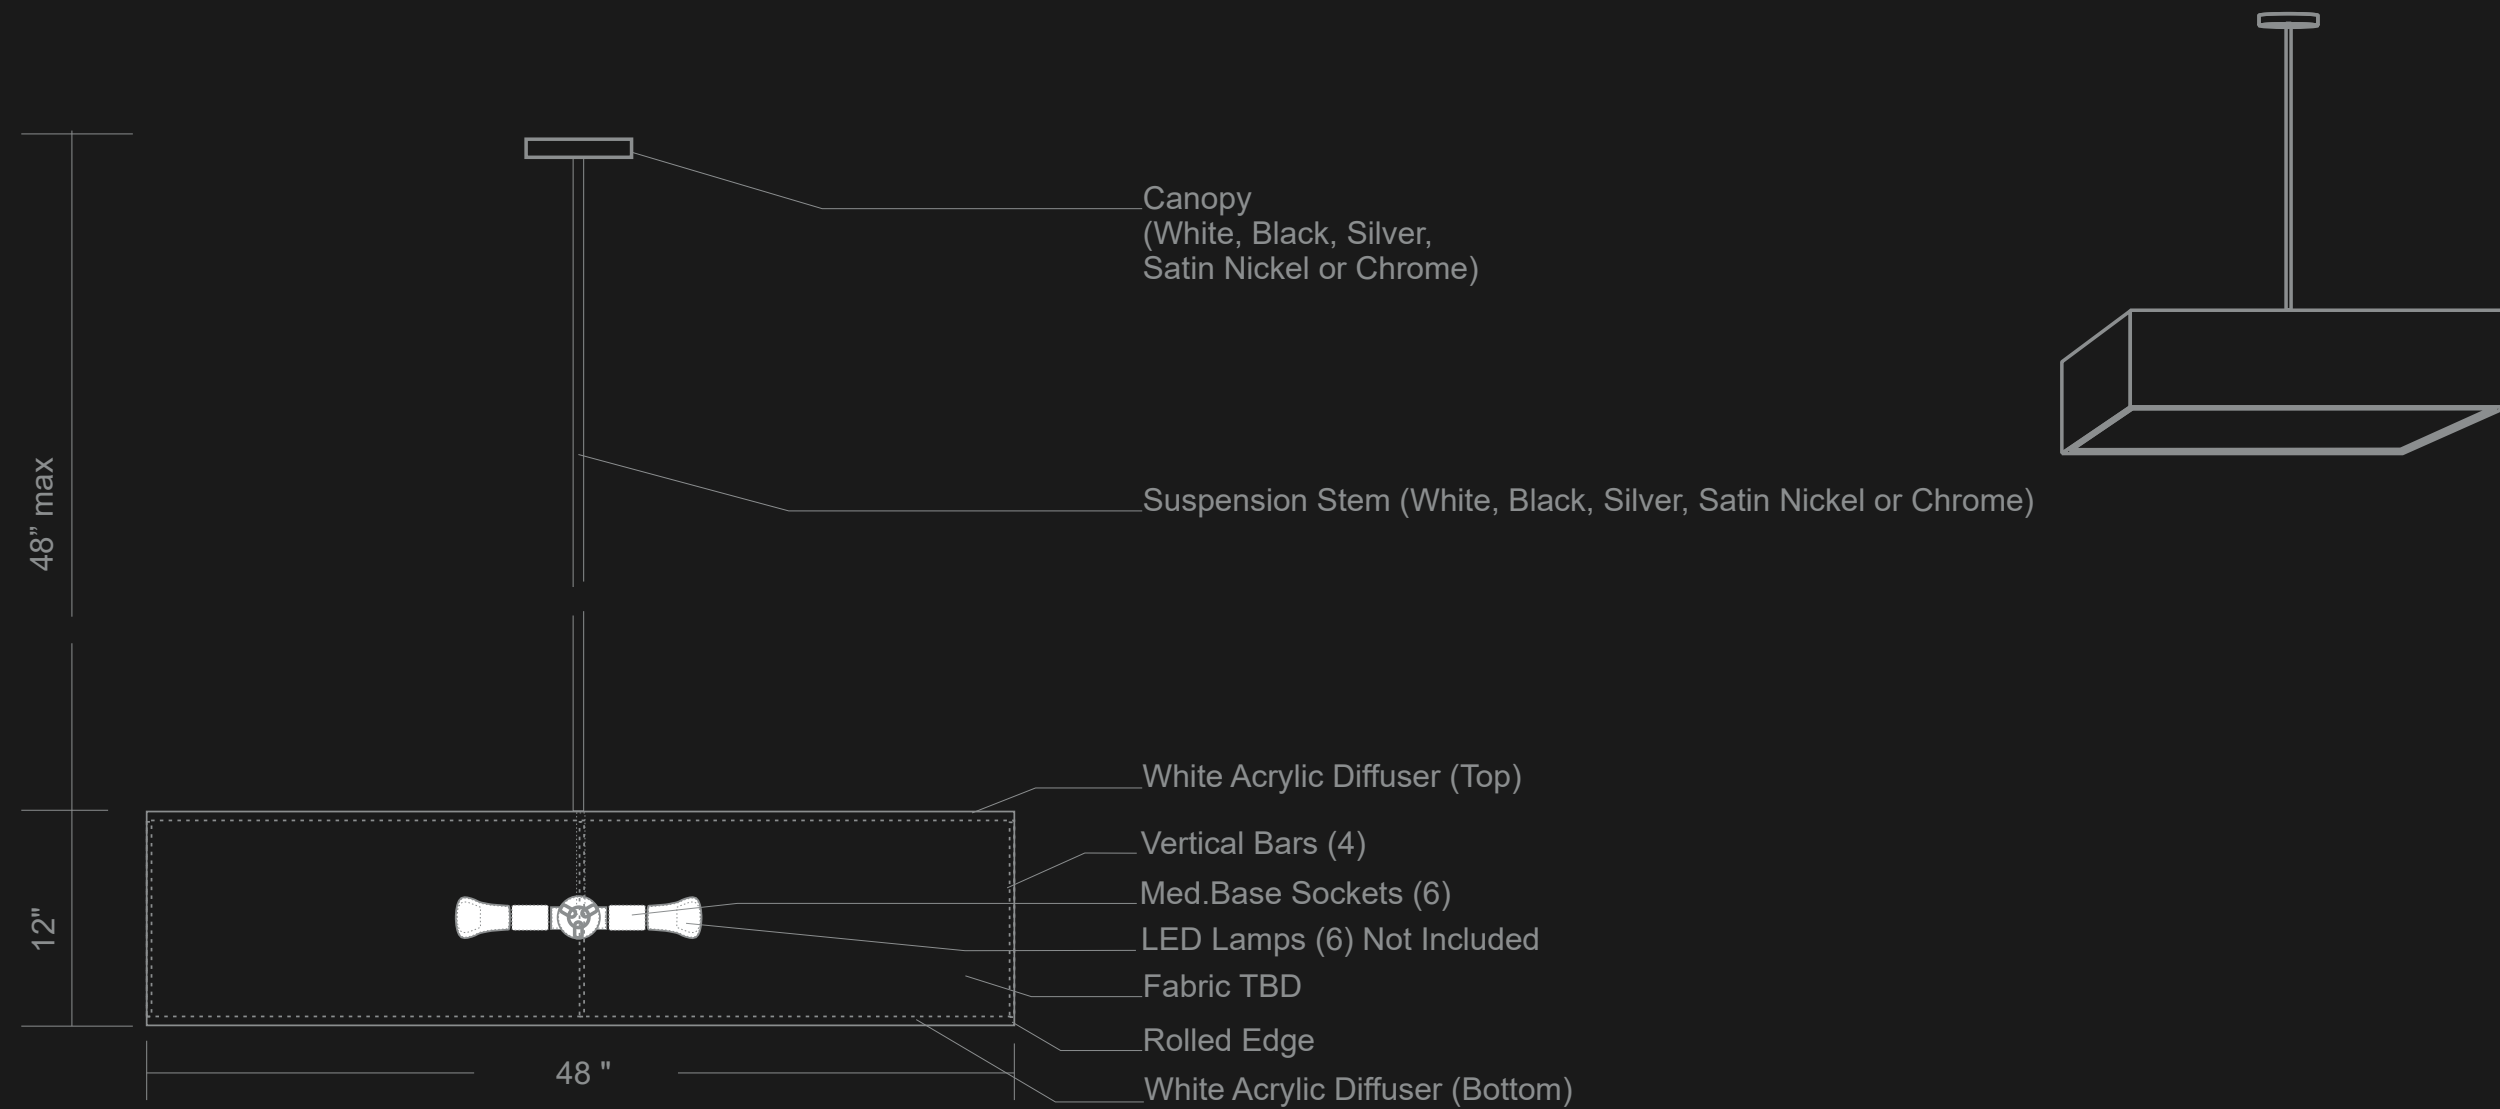 Canopy
(White, Black, Silver,
Satin Nickel or Chrome)
48” max
Suspension Stem (White, Black, Silver, Satin Nickel or Chrome)
White Acrylic Diffuser (Top)
Vertical Bars (4)
Med.Base Sockets (6)
12"
LED Lamps (6) Not Included
Fabric TBD
Rolled Edge
48 "
White Acrylic Diffuser (Bottom)